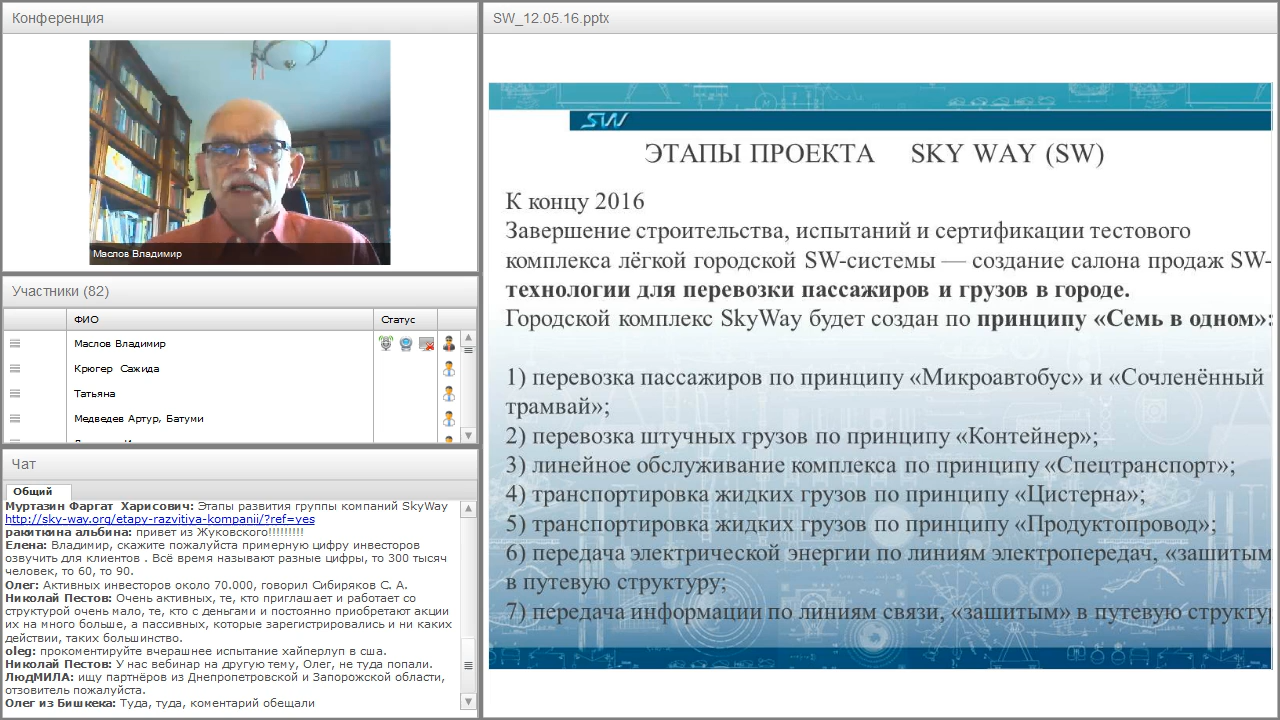 Конференция
Маслов Владимир
Участники (82)
ФИО Статус
Маслов Владимир
Крюгер Сажида
Татьяна
Медведев Артур, Батуми
Чат
Общий
Муртазин Фаргат Харисович: Этапы развития группы компаний SkyWay
http://sky-way.org/etapy-razvitiya-kompanii/?ref=yes
ракиткина альбина: привет из Жуковского!!!!!!!!!
Елена: Владимир, скажите пожалуйста примерную цифру инвесторов
озвучить для клиентов . Всё время называют разные цифры, то 300 тысяч
человек, то 60, то 90.
Олег: Активных инвесторов около 70.000, говорил Сибиряков С. А.
Николай Пестов: Очень активных, те, кто приглашает и работает со
структурой очень мало, те, кто с деньгами и постоянно приобретают акции
их на много больше, а пассивных, которые зарегистрировались и ни каких
действии, таких большинство.
oleg: прокоментируйте вчерашнее испытание хайперлуп в сша.
Николай Пестов: У нас вебинар на другую тему, Олег, не туда попали.
ЛЮДМИЛА: ищу партнёров из Днепропетровской и Запорожской области,
отзовитель пожалуйста.
Олег из Бишкека: Туда, туда, коментарий обещали
SW_12.05.16.pptx
SW
ЭТАПЫ ПРОЕКТА SKY WAY (SW)
К концу 2016
Завершение строительства, испытаний и сертификации тестового
комплекса лёгкой городской SW-системы — создание салона продаж SW-
технологии для перевозки пассажиров и грузов в городе.
Городской комплекс SkyWay будет создан по принципу «Семь в одном»:
1) перевозка пассажиров по принципу «Микроавтобус» и «Сочленённый
трамвай»;
2) перевозка штучных грузов по принципу «Контейнер»;
3) линейное обслуживание комплекса по принципу «Спецтранспорт»;
4) транспортировка жидких грузов по принципу «Цистерна»;
5) транспортировка жидких грузов по принципу «Продуктопровод»;
6) передача электрической энергии по линиям электропередач, «зашитым
в путевую структуру;
7) передача информации по линиям связи, «зашитым» в путевую структур